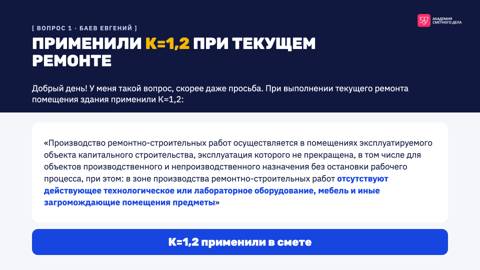 [ ВОПРОС 1 - БАЕВ ЕВГЕНИЙ ]
АКАДЕМИЯ
СМЕТНОГО ДЕЛА
ПРИМЕНИЛИ К=1,2 ПРИ ТЕКУЩЕМ
РЕМОНТЕ
Добрый день! У меня такой вопрос, скорее даже просьба. При выполнении текущего ремонта
помещения здания применили К=1,2:
«Производство ремонтно-строительных работ осуществляется в помещениях эксплуатируемого
объекта капитального строительства, эксплуатация которого не прекращена, в том числе для
объектов производственного и непроизводственного назначения без остановки рабочего
процесса, при этом: в зоне производства ремонтно-строительных работ отсутствуют
действующее технологическое или лабораторное оборудование, мебель и иные
загромождающие помещения предметы»
К=1,2 применили в смете